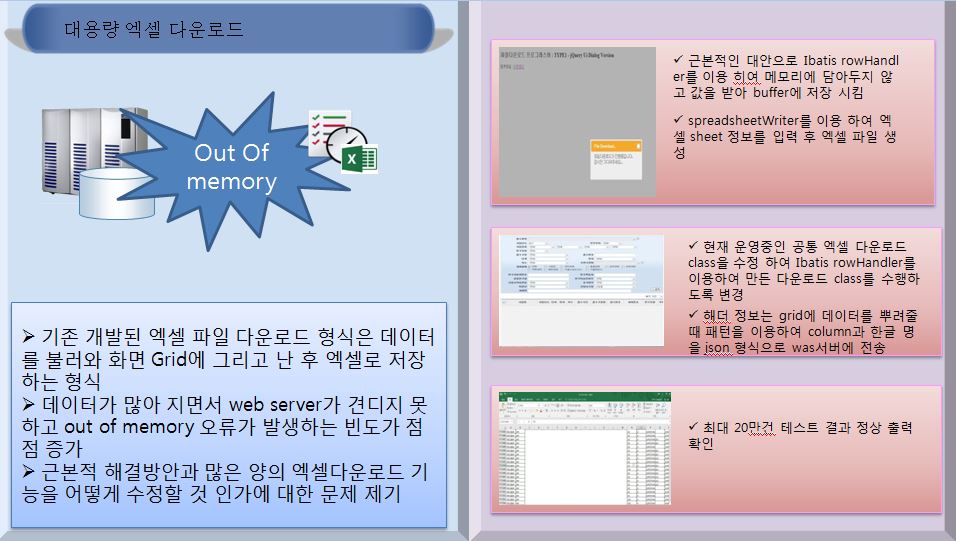 대용량 엑셀 다운로드
Out Of
memory
➢ 기존 개발된 엑셀 파일 다운로드 형식은 데이터
를 불러와 화면 Grid에 그리고 난 후 엑셀로 저장
하는 형식
➢ 데이터가 많아 지면서 web server가 견디지 못
하고 out of memory 오류가 발생하는 빈도가 점
점 증가
➢ 근본적 해결방안과 많은 양의 엑셀다운로드 기
능을 어떻게 수정할 것 인가에 대한 문제 제기
✓ 근본적인 대안으로 Ibatis rowHandl
er를 이용 히여 메모리에 담아두지 않
고 값을 받아 buffer에 저장 시킴
✓ spreadsheetWriter를 이용 하여 엑
셀 sheet 정보를 입력 후 엑셀 파일 생
성
✓ 현재 운영중인 공통 엑셀 다운로드
class을 수정 하여 Ibatis rowHandler를
이용하여 만든 다운로드 class를 수행하
도록 변경
✓ 해더 정보는 grid에 데이터를 뿌려줄
때 패턴을 이용하여 column과 한글 명
을 json 형식으로 was서버에 전송
✓ 최대 20만건 테스트 결과 정상 출력
확인